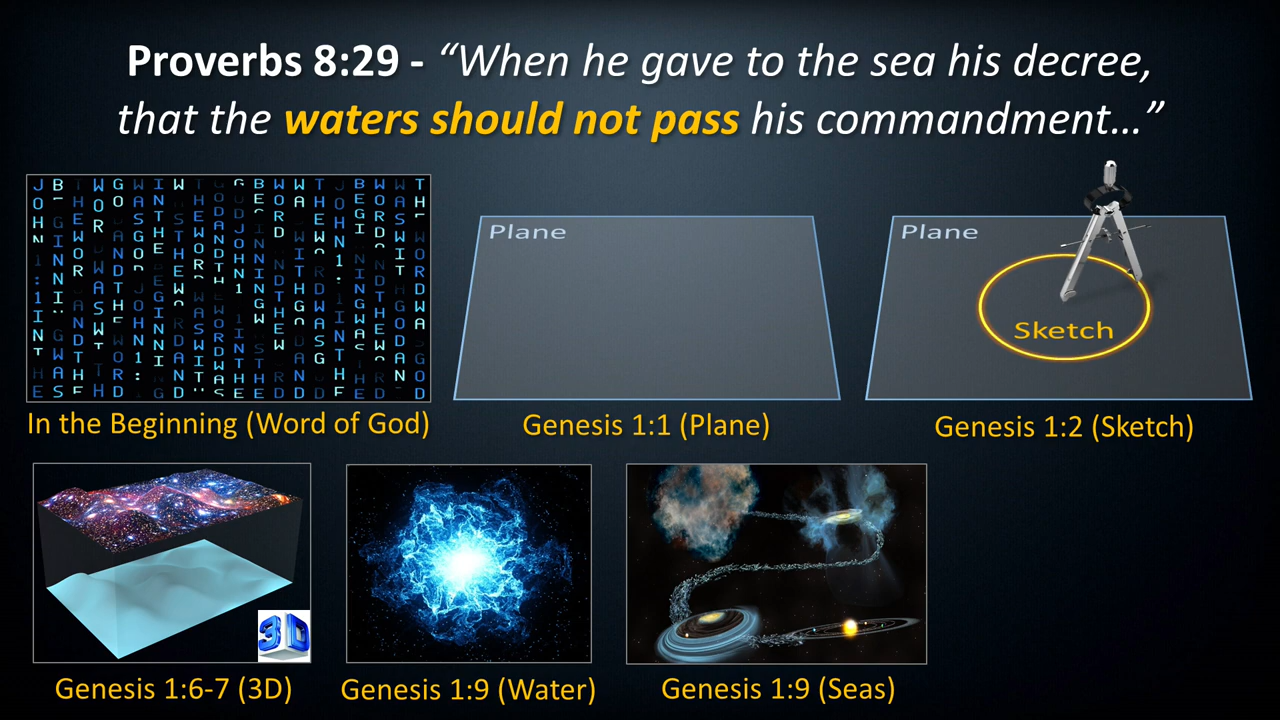 Proverbs 8:29 - “When he gave to the sea his decree,
that the waters should not pass his commandment…”
Plane
Plane
Sketch
In the Beginning (Word of God)
Genesis 1:1 (Plane)
Genesis 1:2 (Sketch)
3D
Genesis 1:6-7 (3D)
Genesis 1:9 (Water)
Genesis 1:9 (Seas)